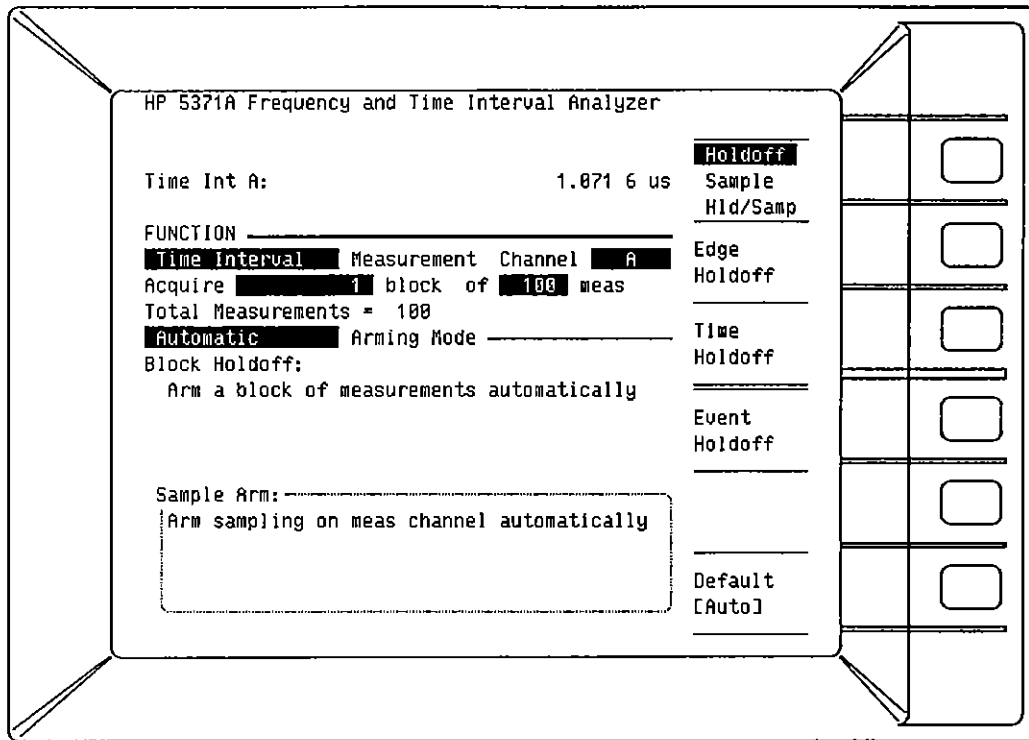 HP 5371A Frequency and Time Interval Analyzer
Time Int A: 1.071 6 us
FUNCTION
Time Interval Measurement Channel A
Acquire 1 block of 100 meas
Total Measurements = 100
Automatic Arming Mode
Block Holdoff:
Arm a block of measurements automatically
Sample Arm:
Arm sampling on meas channel automatically
Holdoff
Sample
Hld/Samp
Edge
Holdoff
Time
Holdoff
Event
Holdoff
Default
[Auto]